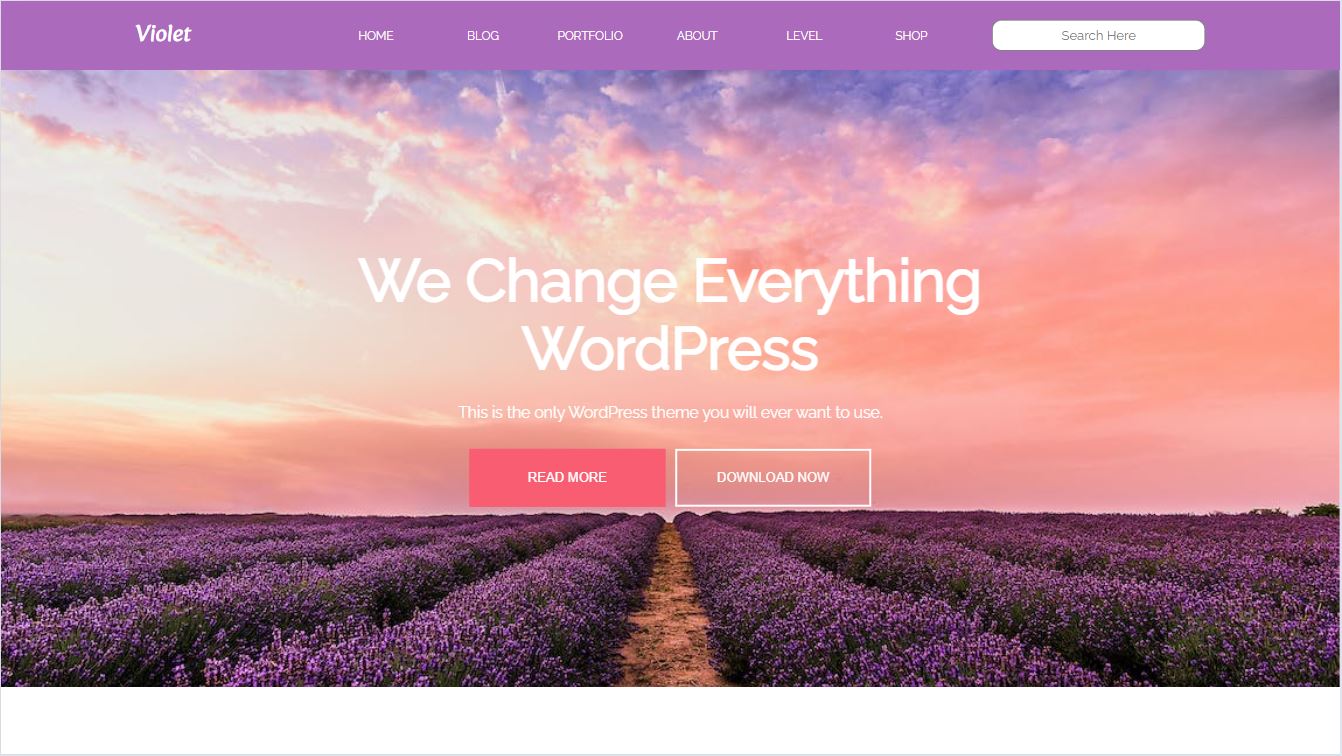 Violet
HOME
BLOG
PORTFOLIO
ABOUT
LEVEL
SHOP
Search Here
We Change Everything
WordPress
This is the only WordPress theme you will ever want to use.
READ MORE
DOWNLOAD NOW